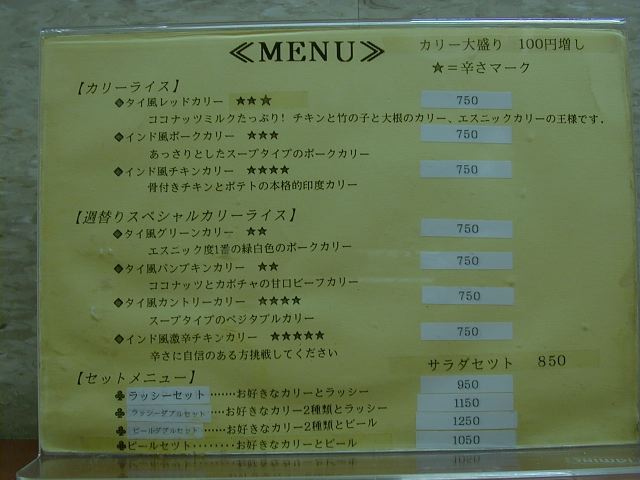 ≪MENU≫
カリー大盛り 100円増し
★=辛さマーク
【カリーライス】
◆タイ風レッドカリー ★★★ 750
ココナッツミルクたっぷり! チキンと竹の子と大根のカリー、エスニックカリーの王様です.
◆インド風ポークカリー ★★★ 750
あっさりとしたスープタイプのポークカリー
◆インド風チキンカリー ★★★★ 750
骨付きチキンとポテトの本格的印度カリー
【週替りスペシャルカリーライス】
◆タイ風グリーンカリー ★★ 750
エスニック度1番の緑白色のポークカリー
◆タイ風パンプキンカリー ★★ 750
ココナッツとカボチャの甘口ビーフカリー
◆タイ風カントリーカリー ★★★★ 750
スープタイプのベジタブルカリー
◆インド風激辛チキンカリー ★★★★★ 750
辛さに自信のある方挑戦してください
サラダセツト 850
【セットメニュー】
ラッシーセット……お好きなカリーとラッシー 950
ラッシーダブルセット…お好きなカリー2種類とラッシー 1150
ビールダブルセット…お好きなカリー2種類とビール 1250
ビールセツト………お好きなカリーとビール 1050